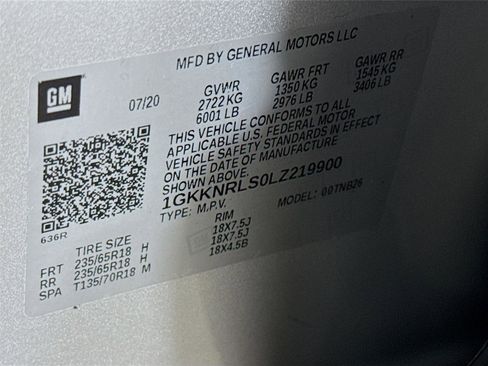 MFD BY GENERAL MOTORS LLC
GM
07/20
GVWR GAWR FRT GAWR RR
2722 KG 1350 KG 1545 KG
6001 LB 2976 LB 3406 LB
THIS VEHICLE CONFORMS TO ALL
APPLICABLE U.S. FEDERAL MOTOR
VEHICLE SAFETY STANDARDS IN EFFECT
ON THE DATE OF MANUFACTURE
SHOWN ABOVE.
1GKKNRLS0LZ219900
TYPE: M.P.V. MODEL: 00TNB26
636R
TIRE SIZE RIM
FRT 235/65R18 H 18X7.5J
RR 235/65R18 H 18X7.5J
SPA T135/70R18 M 18X4.5B